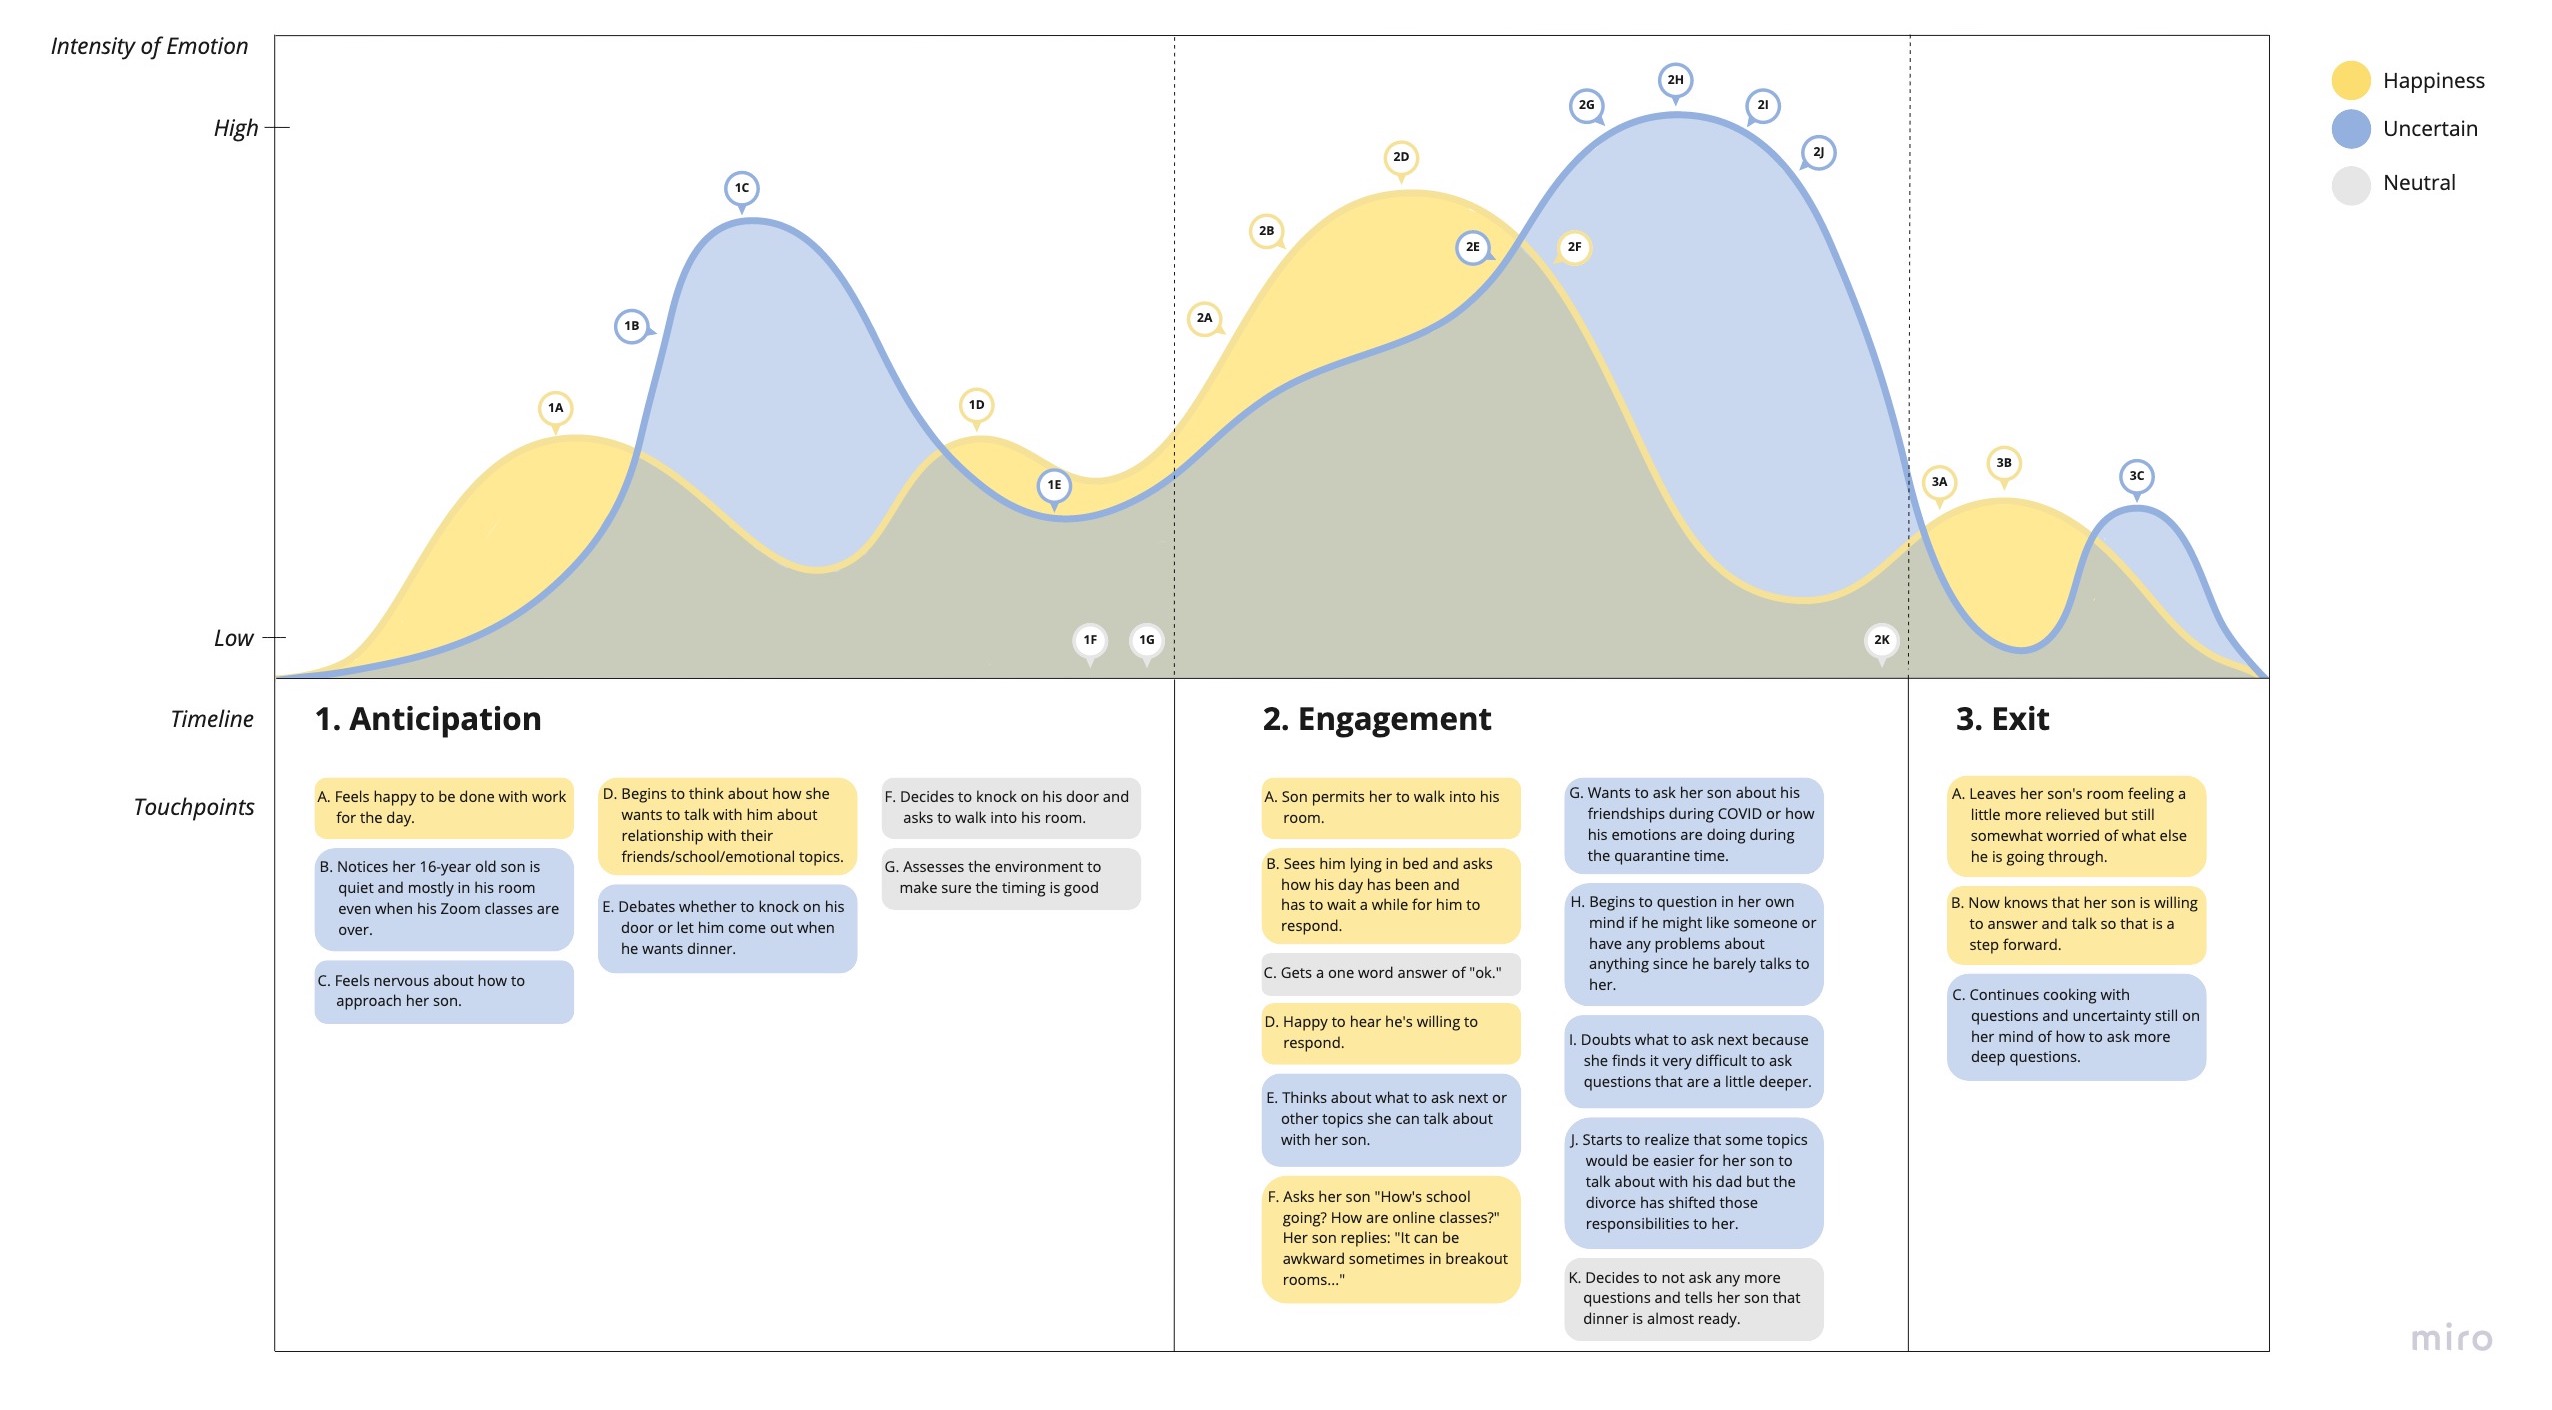 Intensity of Emotion
High
Low
1A
1B
1C
1D
1E
1F
1G
2A
2B
2D
2E
2F
2G
2H
2I
2J
2K
3A
3B
3C
Happiness
Uncertain
Neutral
Timeline
Touchpoints
1. Anticipation
A. Feels happy to be done with work
for the day.
B. Notices her 16-year old son is
quiet and mostly in his room
even when his Zoom classes are
over.
C. Feels nervous about how to
approach her son.
D. Begins to think about how she
wants to talk with him about
relationship with their
friends/school/emotional topics.
E. Debates whether to knock on his
door or let him come out when
he wants dinner.
F. Decides to knock on his door and
asks to walk into his room.
G. Assesses the environment to
make sure the timing is good
2. Engagement
A. Son permits her to walk into his
room.
B. Sees him lying in bed and asks
how his day has been and
has to wait a while for him to
respond.
C. Gets a one word answer of "ok."
D. Happy to hear he's willing to
respond.
E. Thinks about what to ask next or
other topics she can talk about
with her son.
F. Asks her son "How's school
going? How are online classes?"
Her son replies: "It can be
awkward sometimes in breakout
rooms..."
G. Wants to ask her son about his
friendships during COVID or how
his emotions are doing during
the quarantine time.
H. Begins to question in her own
mind if he might like someone or
have any problems about
anything since he barely talks to
her.
I. Doubts what to ask next because
she finds it very difficult to ask
questions that are a little deeper.
J. Starts to realize that some topics
would be easier for her son to
talk about with his dad but the
divorce has shifted those
responsibilities to her.
K. Decides to not ask any more
questions and tells her son that
dinner is almost ready.
3. Exit
A. Leaves her son's room feeling a
little more relieved but still
somewhat worried of what else
he is going through.
B. Now knows that her son is willing
to answer and talk so that is a
step forward.
C. Continues cooking with
questions and uncertainty still on
her mind of how to ask more
deep questions.
miro